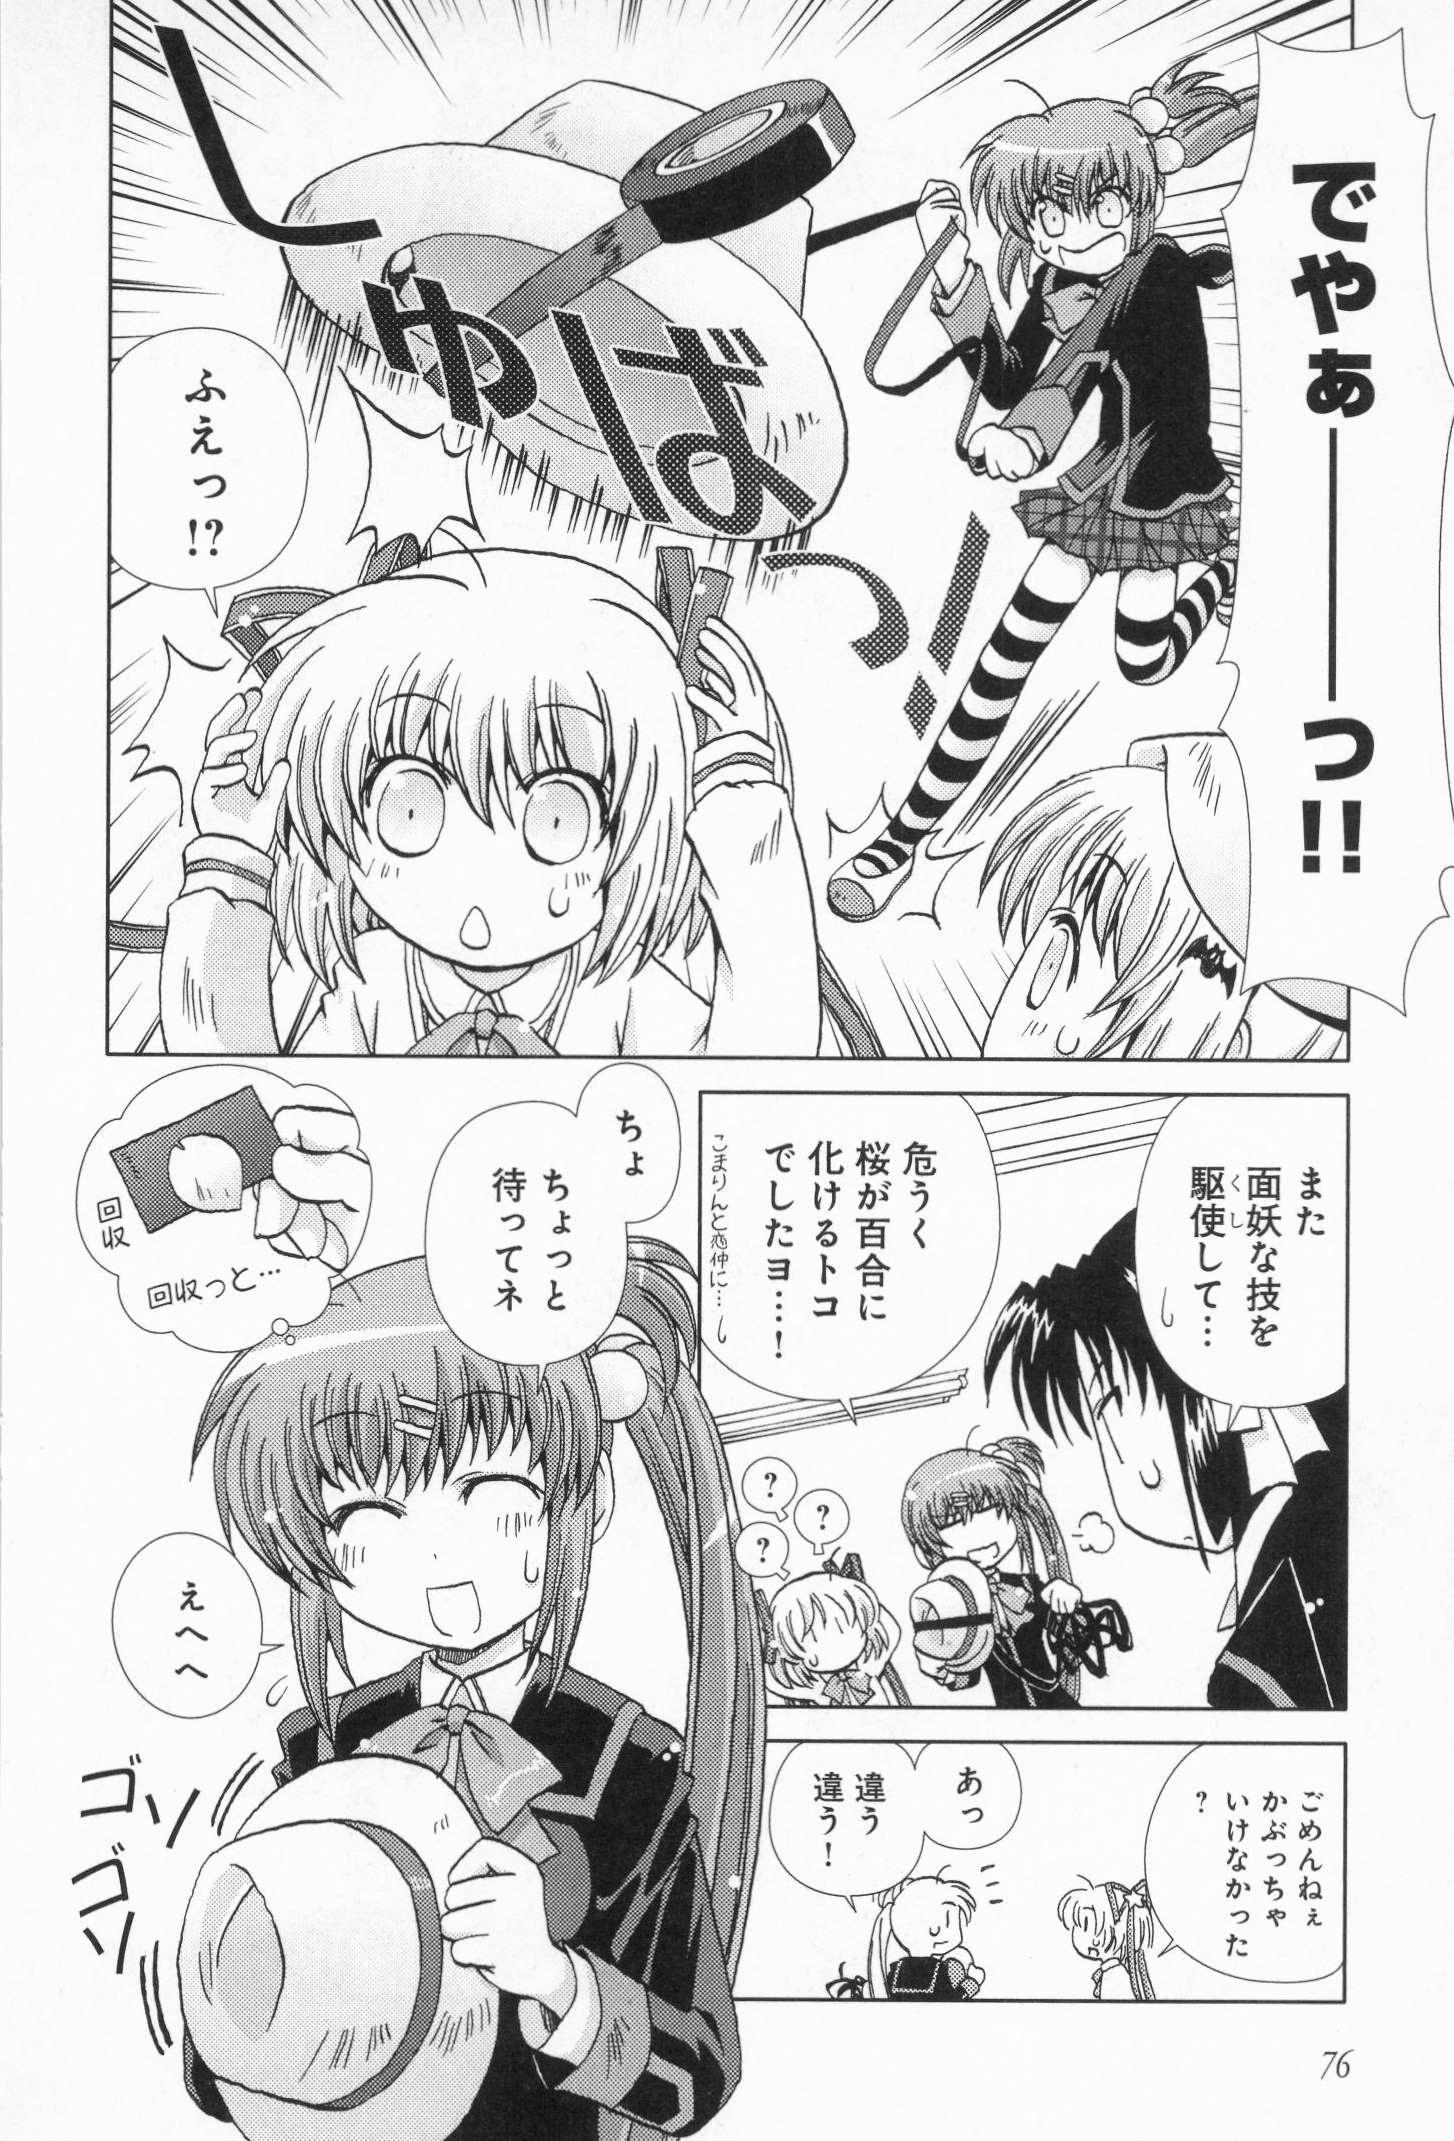 でやぁーーっ!!
しゅばっ!
ふえっ!?
また
面妖な技を
駆使して…
くし
危うく
桜が百合に
化けるトコ
でしたヨ…!
こまりんと恋仲に…
ごめんねぇ
かぶっちゃ
いけなかった
?
あっ
違う
違う!
?
?
?
ちょ
ちょっと
待ってネ
回収
回収っと…
えへへ
ゴソ
ゴソ
76